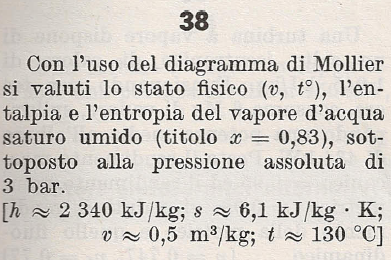 38
Con l'uso del diagramma di Mollier
si valuti lo stato fisico (v, t°), l'en-
talpia e l'entropia del vapore d'acqua
saturo umido (titolo x = 0,83), sot-
toposto alla pressione assoluta di
3 bar.
[h ≈ 2 340 kJ/kg; s ≈ 6,1 kJ/kg · K;
v ≈ 0,5 m³/kg; t ≈ 130 °C]